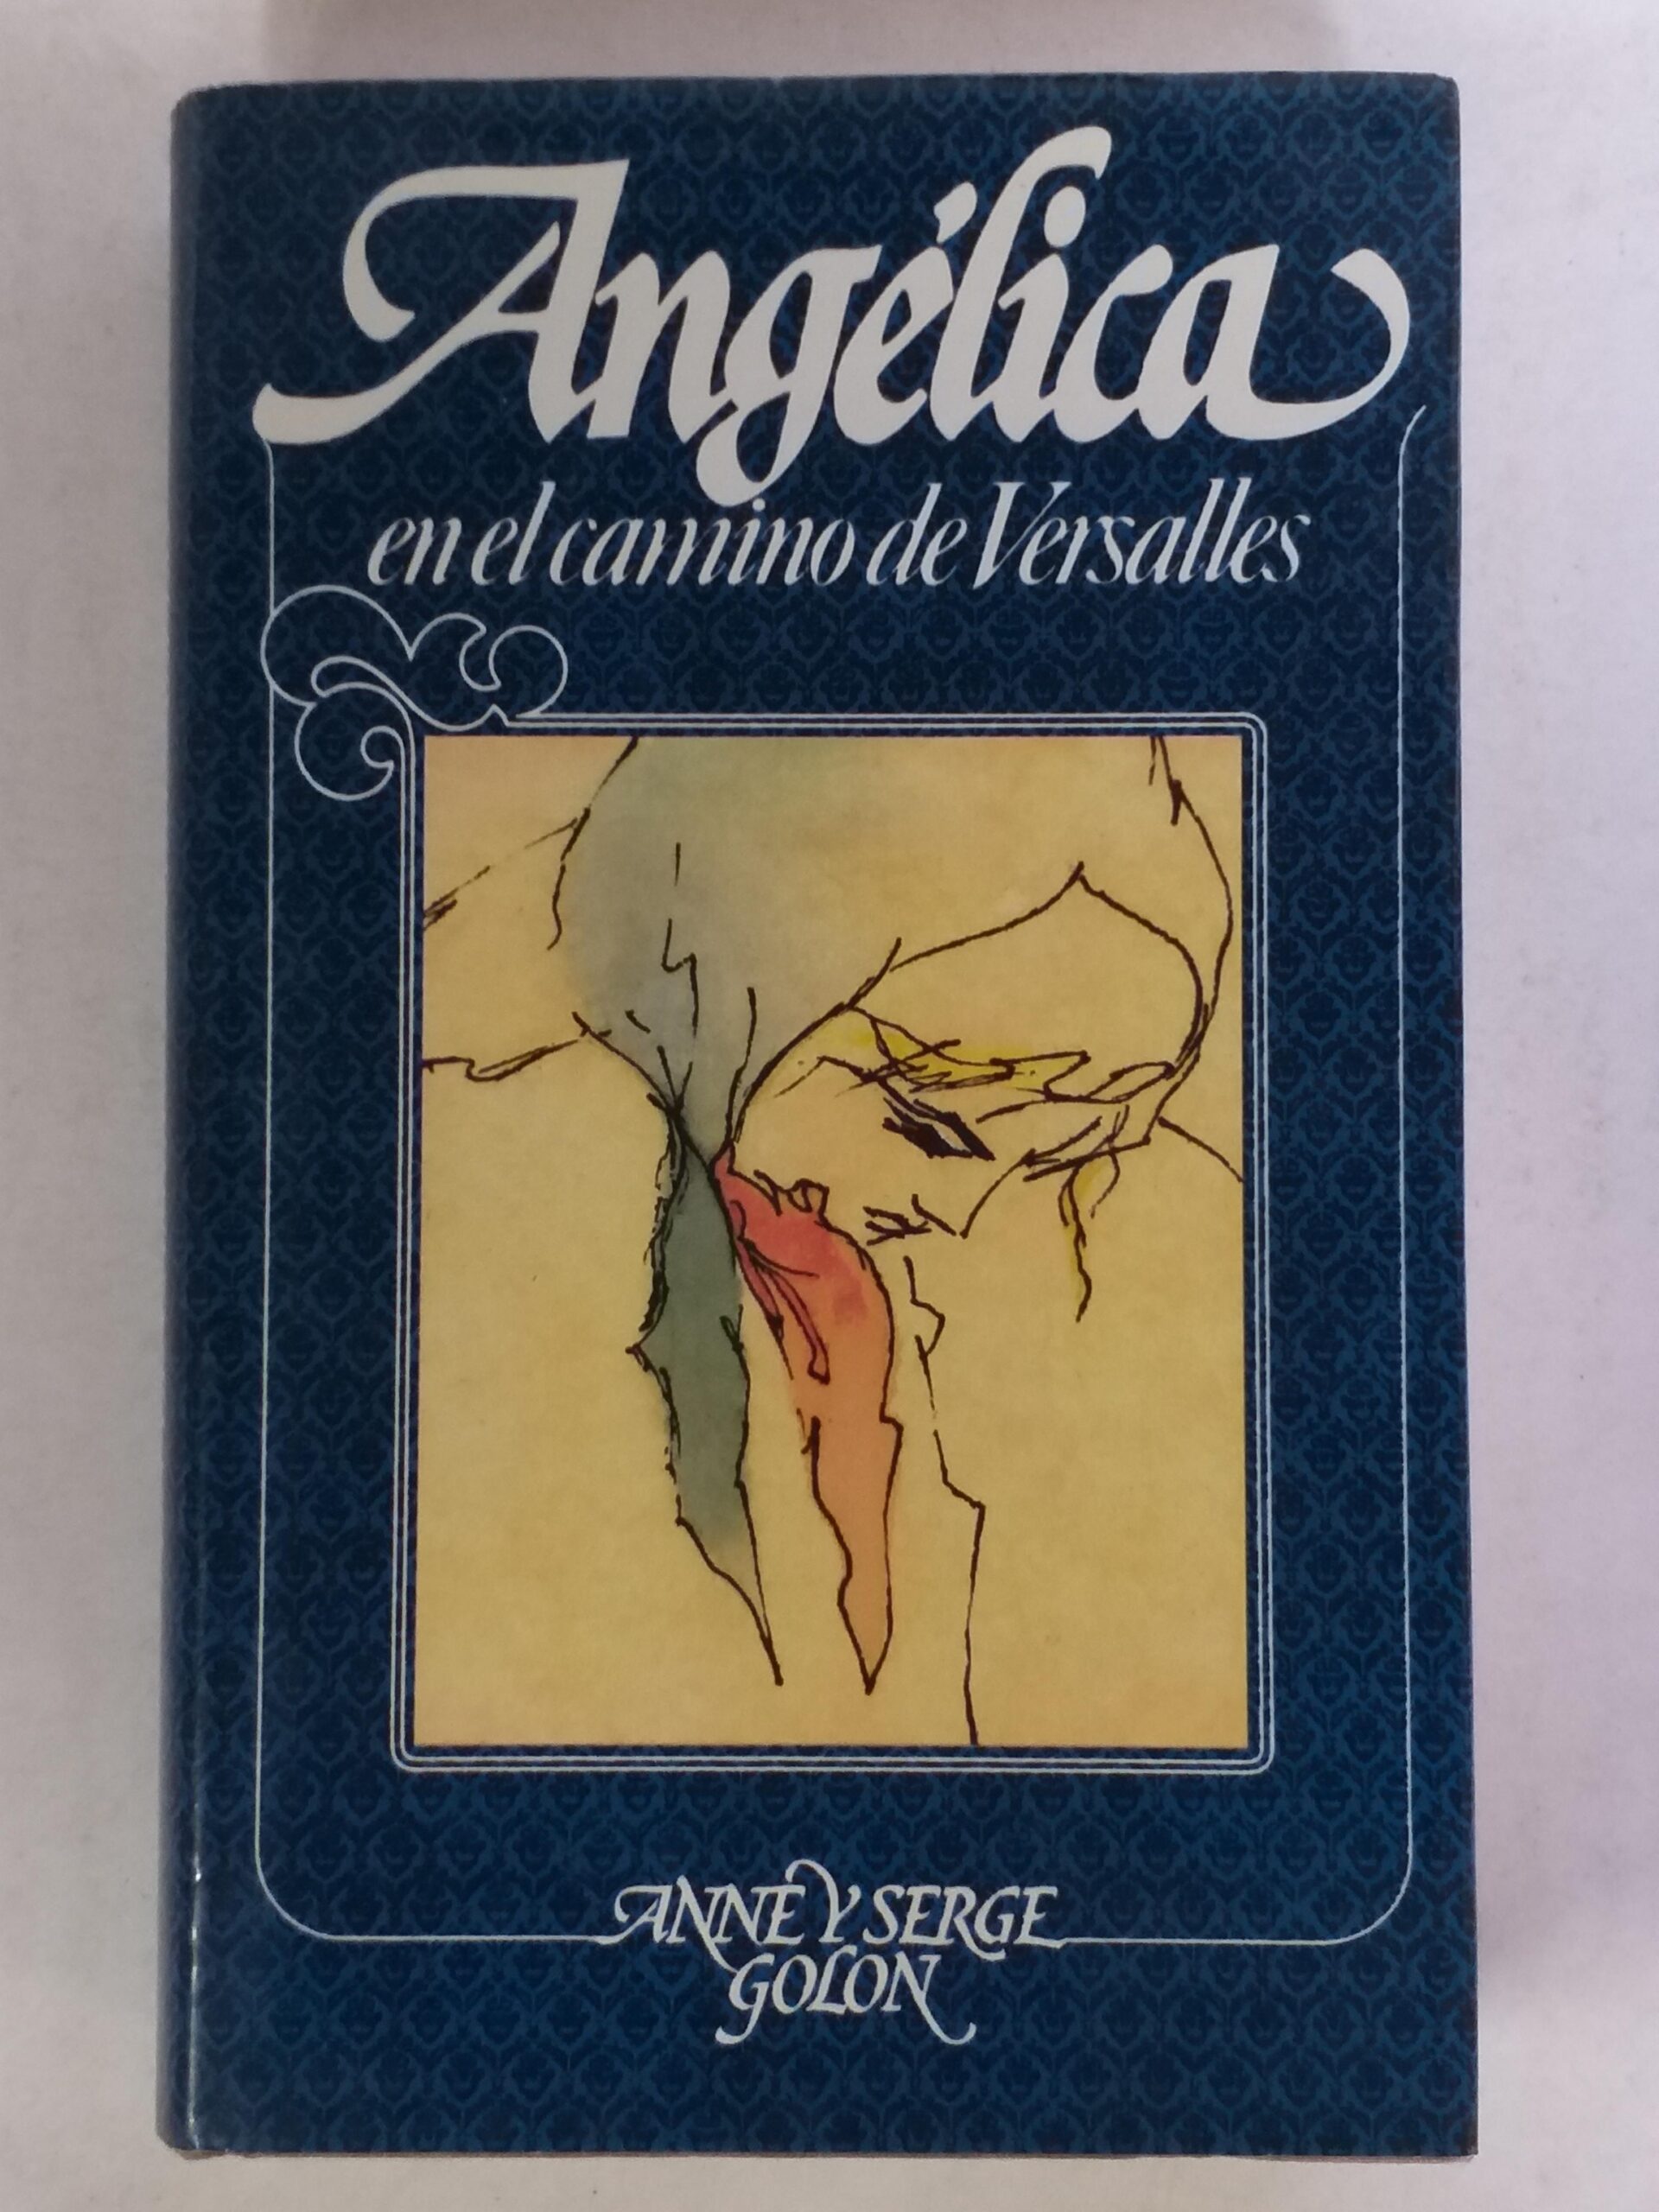 Angélica
en el camino de Versalles
ANNE Y SERGE
GOLON